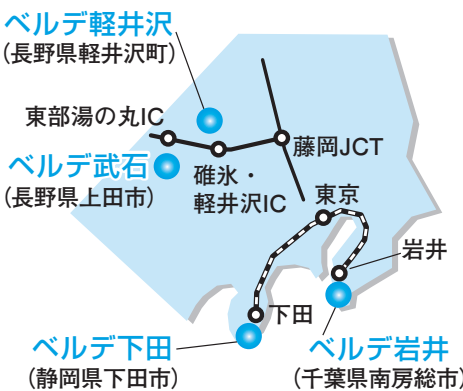 ベルデ軽井沢
(長野県軽井沢町)
東部湯の丸IC
藤岡JCT
ベルデ武石
(長野県上田市)
碓氷・
軽井沢IC
東京
岩井
下田
ベルデ下田
(静岡県下田市)
ベルデ岩井
(千葉県南房総市)